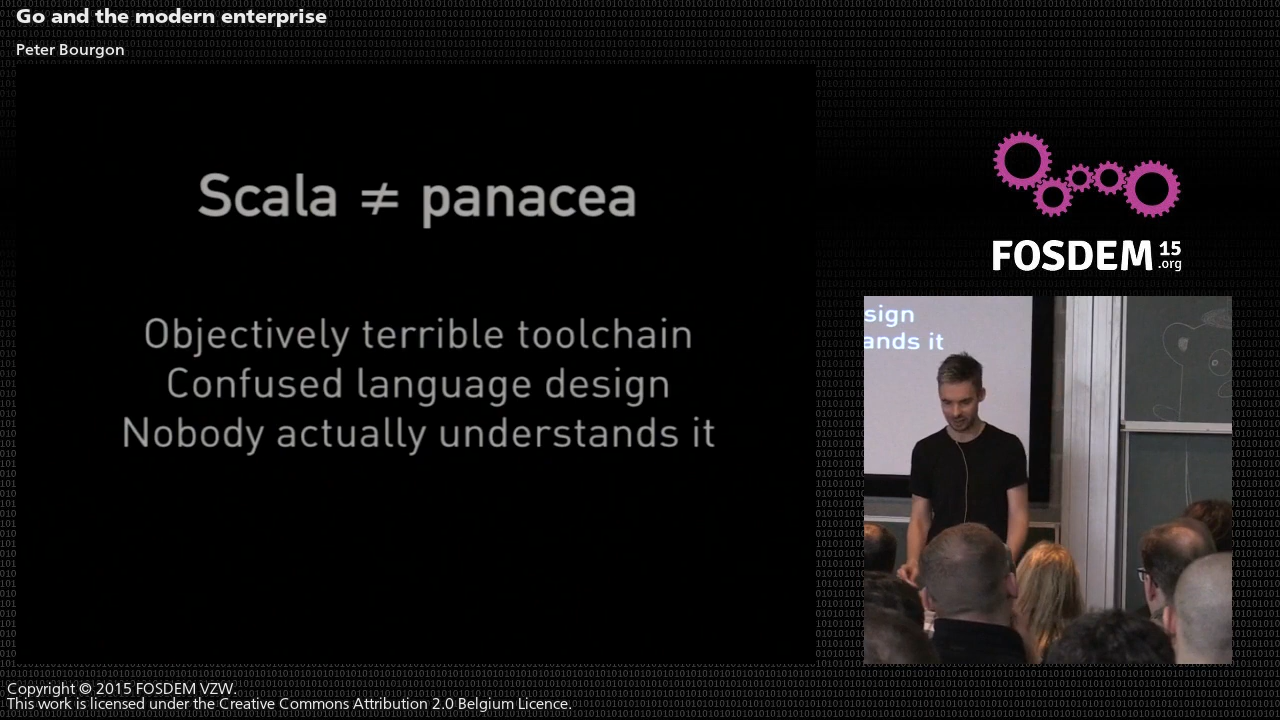 Go and the modern enterprise
Peter Bourgon
Scala ≠ panacea
Objectively terrible toolchain
Confused language design
Nobody actually understands it
FOSDEM 15
.org
sign
ands it
Copyright © 2015 FOSDEM VZW.
This work is licensed under the Creative Commons Attribution 2.0 Belgium Licence.